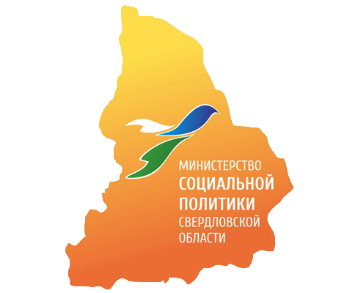 МИНИСТЕРСТВО
СОЦИАЛЬНОЙ
ПОЛИТИКИ
СВЕРДЛОВСКОЙ
ОБЛАСТИ